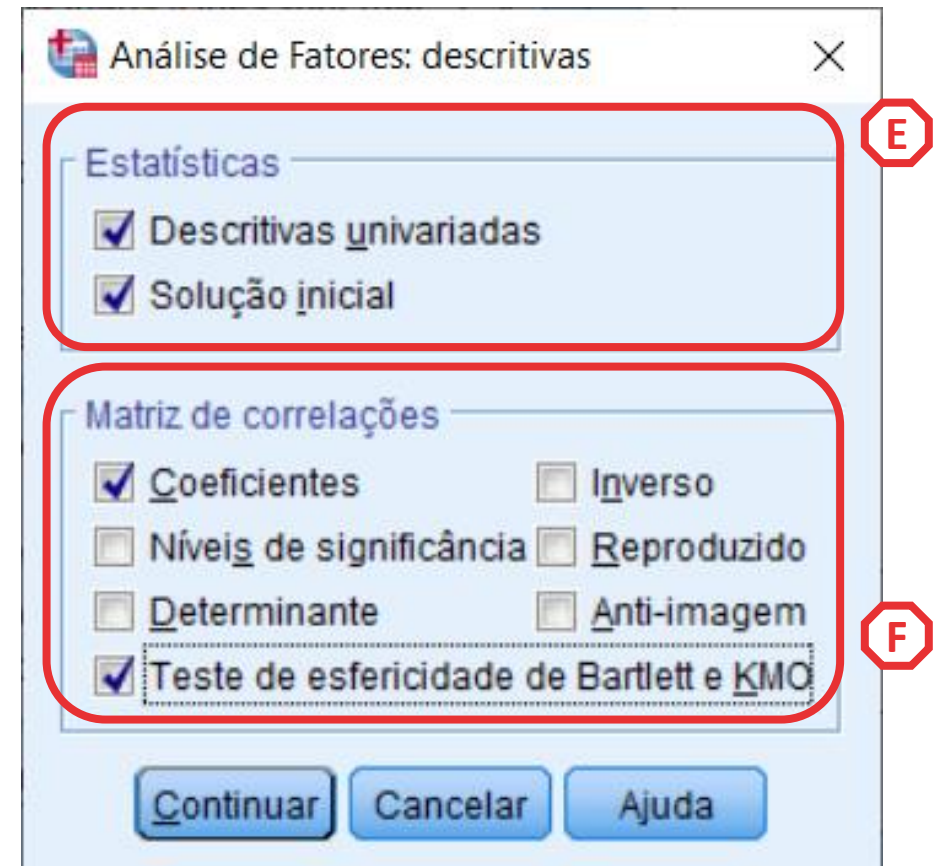 Análise de Fatores: descritivas
E
Estatísticas
Descritivas univariadas
Solução inicial
Matriz de correlações
Coeficientes Inverso
Níveis de significância Reproduzido
Determinante Anti-imagem
F
Teste de esfericidade de Bartlett e KMO
Continuar Cancelar Ajuda